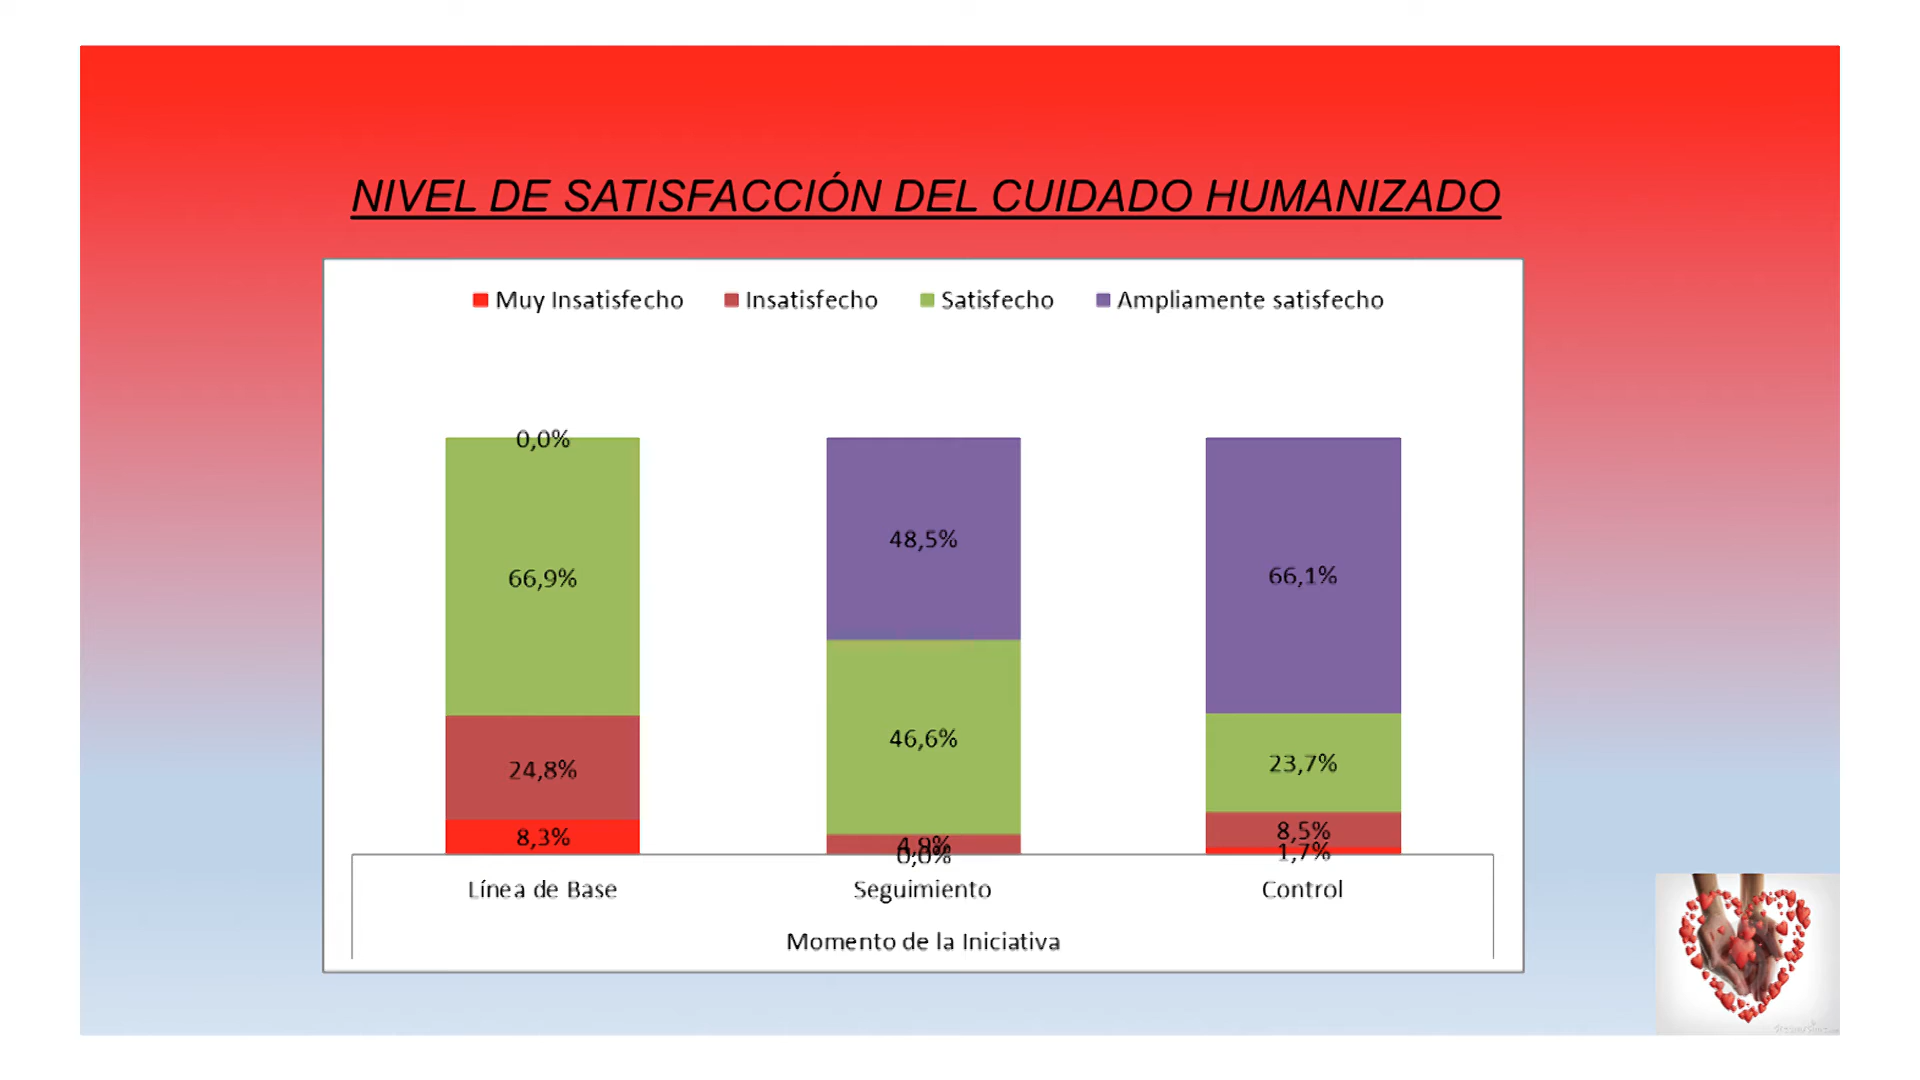 NIVEL DE SATISFACCIÓN DEL CUIDADO HUMANIZADO
Muy Insatisfecho Insatisfecho Satisfecho Ampliamente satisfecho
0,0%
48,5%
66,9% 66,1%
46,6%
24,8% 23,7%
8,3% 4,9% 8,5%
0,0% 1,7%
Línea de Base Seguimiento Control
Momento de la Iniciativa